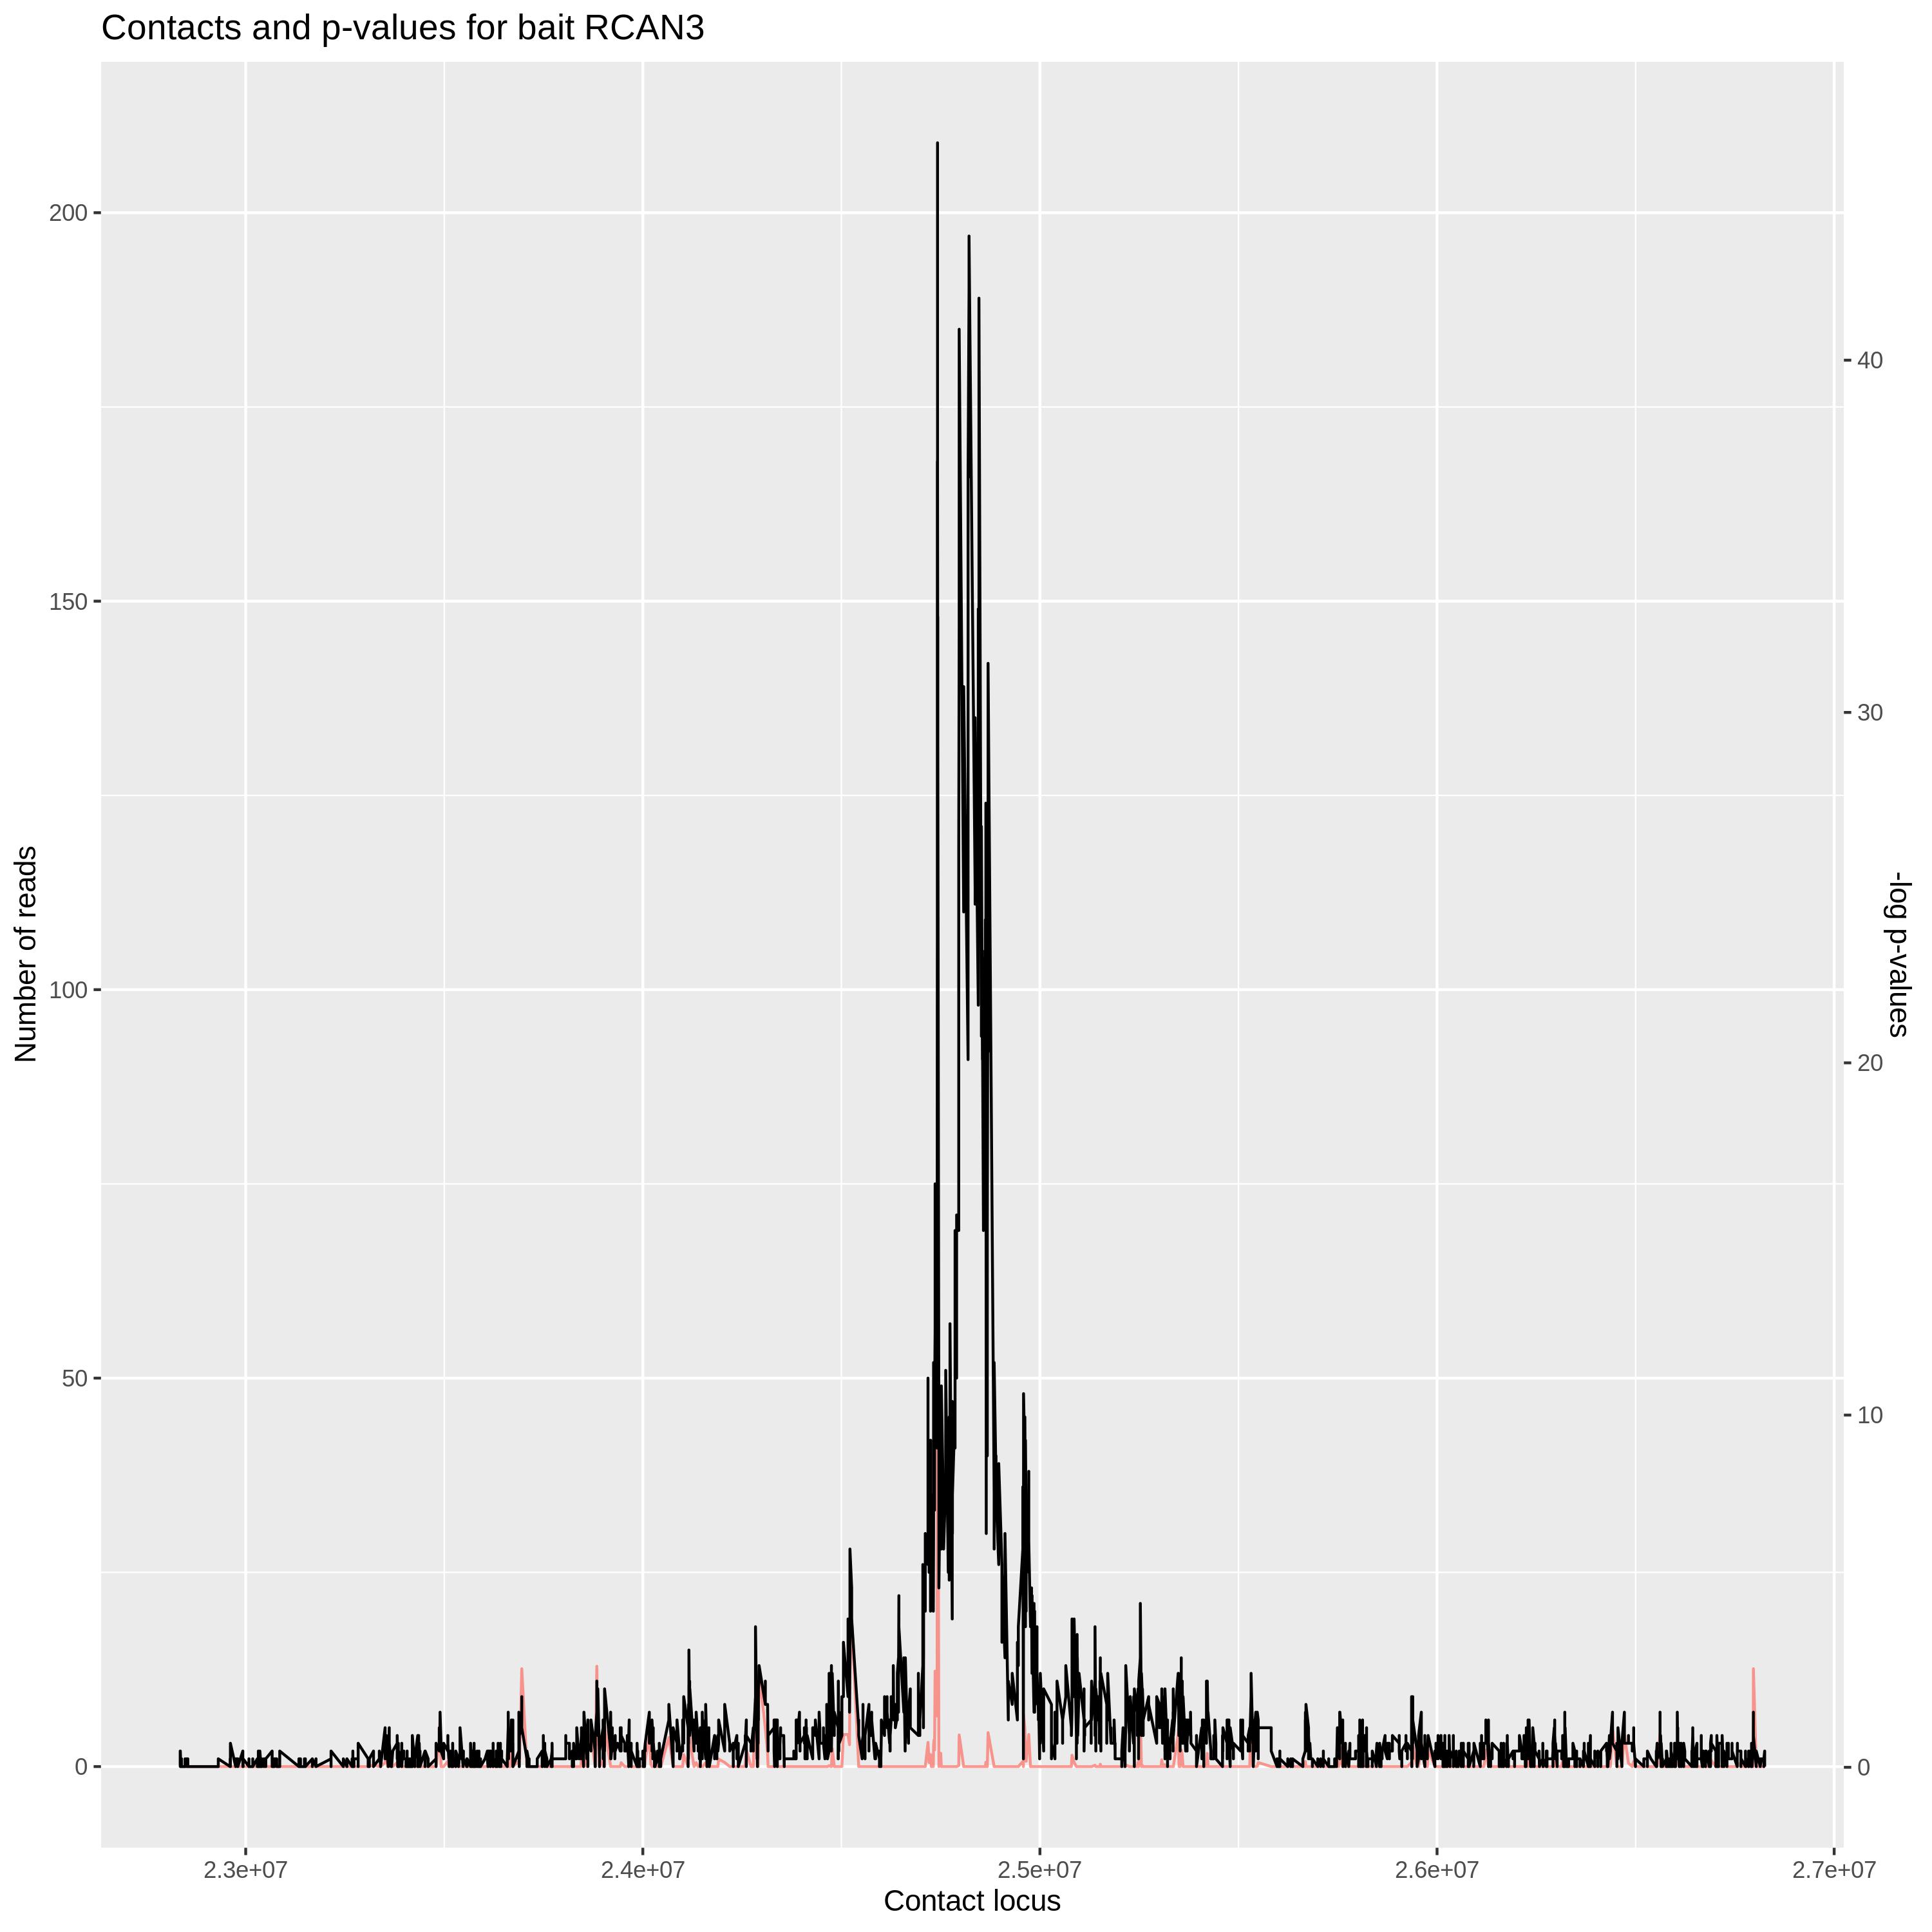 Contacts and p-values for bait RCAN3
Number of reads
200
150
100
50
0
40
30
20
10
0
-log p-values
2.3e+07 2.4e+07 2.5e+07 2.6e+07 2.7e+07
Contact locus